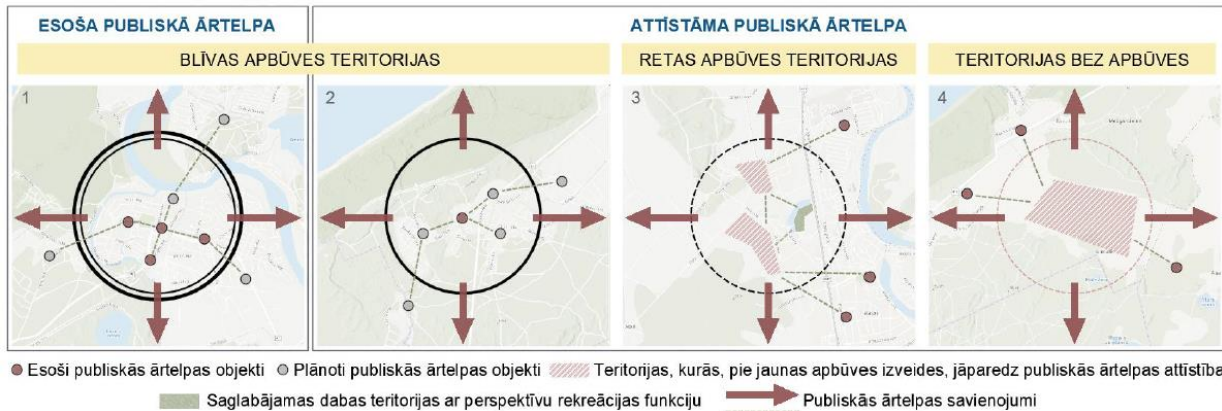 ESOŠA PUBLISKĀ ĀRTELPA
ATTĪSTĀMA PUBLISKĀ ĀRTELPA
BLĪVAS APBŪVES TERITORIJAS
RETAS APBŪVES TERITORIJAS
TERITORIJAS BEZ APBŪVES
1
2
3
4
Esoši publiskās ārtelpas objekti
Plānoti publiskās ārtelpas objekti
Teritorijas, kurās, pie jaunas apbūves izveides, jāparedz publiskās ārtelpas attīstība
Saglabājamas dabas teritorijas ar perspektīvu rekreācijas funkciju
Publiskās ārtelpas savienojumi